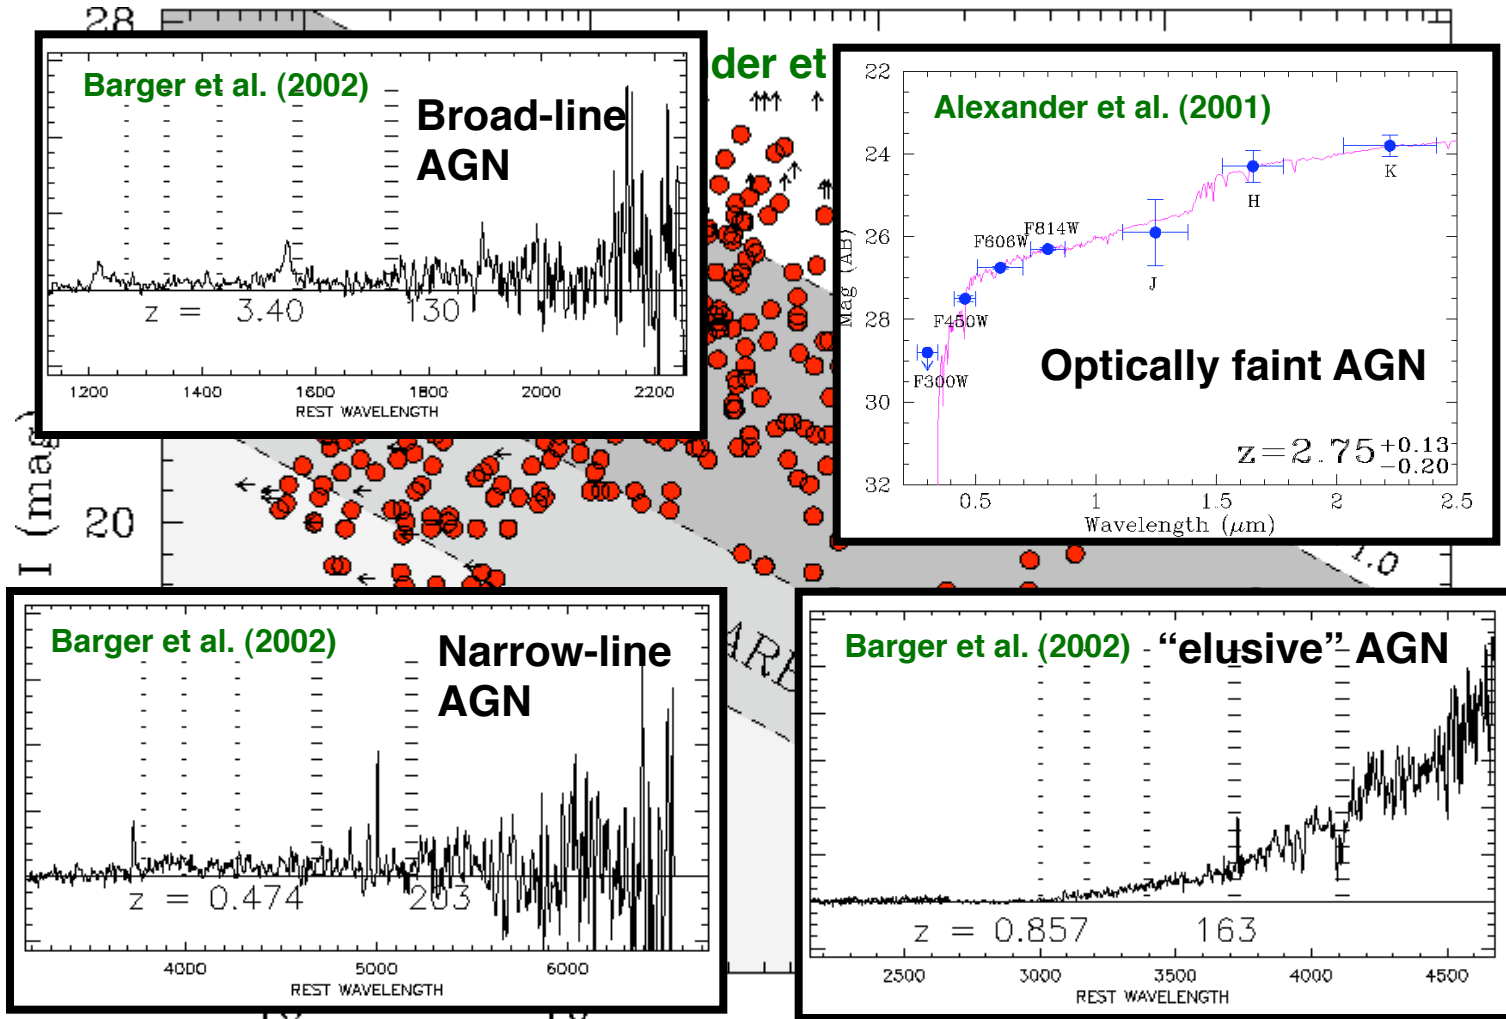 28
der et
I (mag)
20
1.0
Barger et al. (2002)
Broad-line
AGN
z = 3.40 130
1200 1400 1600 1800 2000 2200
REST WAVELENGTH
Alexander et al. (2001)
22
24
26
28
30
32
Mag (AB)
F300W
F450W
F606W
F814W
J
H
K
Optically faint AGN
z=2.75 +0.13 -0.20
0.5 1 1.5 2 2.5
Wavelength (μm)
Barger et al. (2002)
Narrow-line
AGN
z = 0.474 203
4000 5000 6000
REST WAVELENGTH
Barger et al. (2002)
“elusive” AGN
z = 0.857 163
2500 3000 3500 4000 4500
REST WAVELENGTH